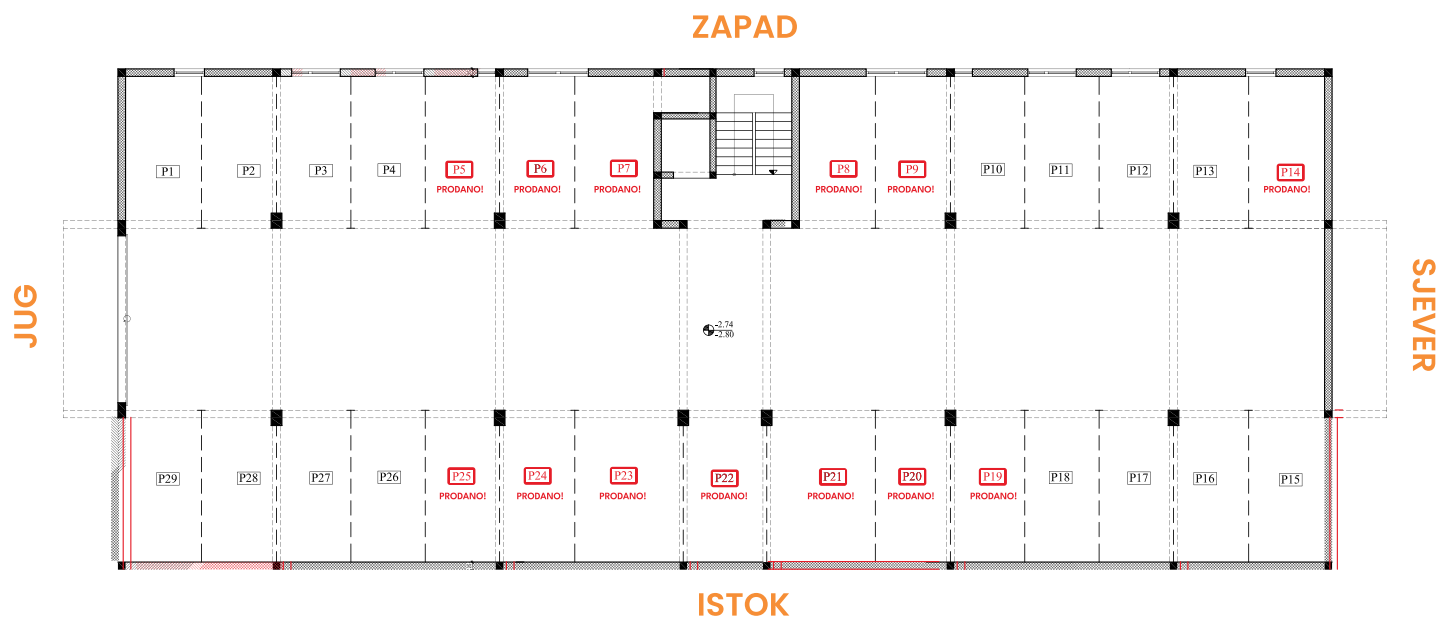 ZAPAD
P1 P2 P3 P4 P5 P6 P7 P8 P9 P10 P11 P12 P13 P14
PRODANO! PRODANO! PRODANO! PRODANO! PRODANO! PRODANO!
JUG
SJEVER
-2.74
-2.80
P29 P28 P27 P26 P25 P24 P23 P22 P21 P20 P19 P18 P17 P16 P15
PRODANO! PRODANO! PRODANO! PRODANO! PRODANO! PRODANO! PRODANO!
ISTOK